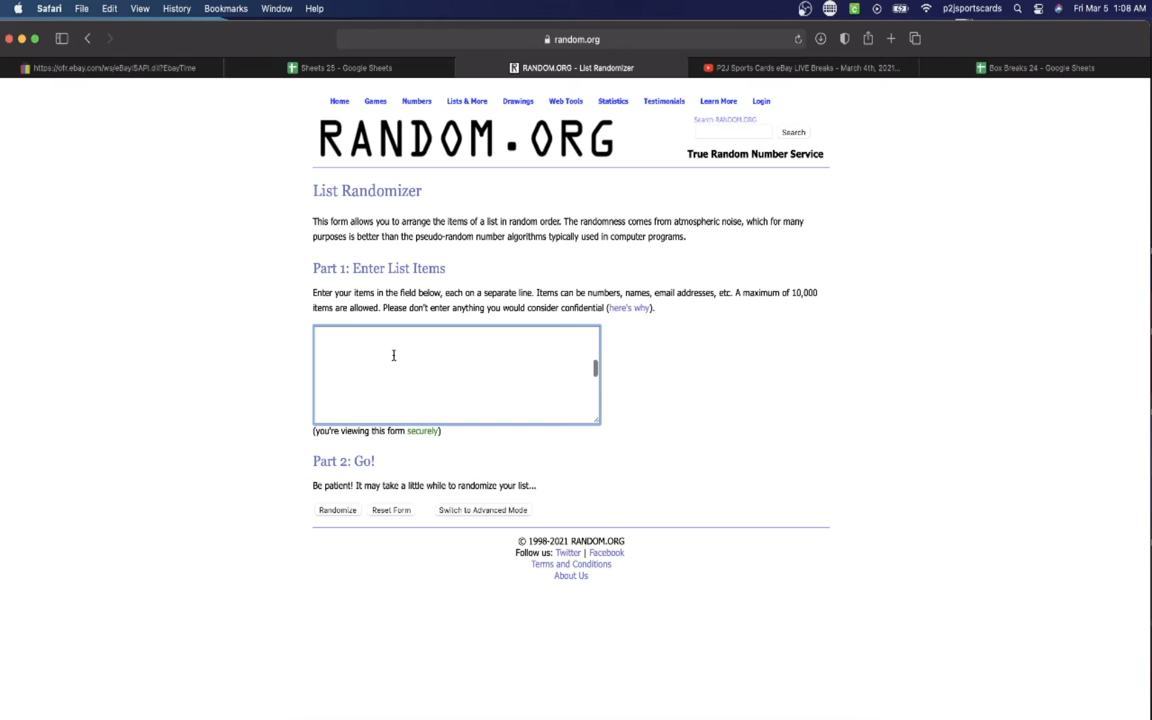 Safari File Edit View History Bookmarks Window Help p2jsportscards Fri Mar 5 1:08 AM
random.org
https://ofr.ebay.com/ws/eBayISAPI.dll?EbayTime Sheets 25 - Google Sheets RANDOM.ORG - List Randomizer P2J Sports Cards eBay LIVE Breaks - March 4th, 2021... Box Breaks 24 - Google Sheets
Home Games Numbers Lists & More Drawings Web Tools Statistics Testimonials Learn More Login
Search RANDOM.ORG
RANDOM.ORG
Search
True Random Number Service
List Randomizer
This form allows you to arrange the items of a list in random order. The randomness comes from atmospheric noise, which for many
purposes is better than the pseudo-random number algorithms typically used in computer programs.
Part 1: Enter List Items
Enter your items in the field below, each on a separate line. Items can be numbers, names, email addresses, etc. A maximum of 10,000
items are allowed. Please don't enter anything you would consider confidential (here's why).
(you're viewing this form securely)
Part 2: Go!
Be patient! It may take a little while to randomize your list...
Randomize Reset Form Switch to Advanced Mode
© 1998-2021 RANDOM.ORG
Follow us: Twitter | Facebook
Terms and Conditions
About Us